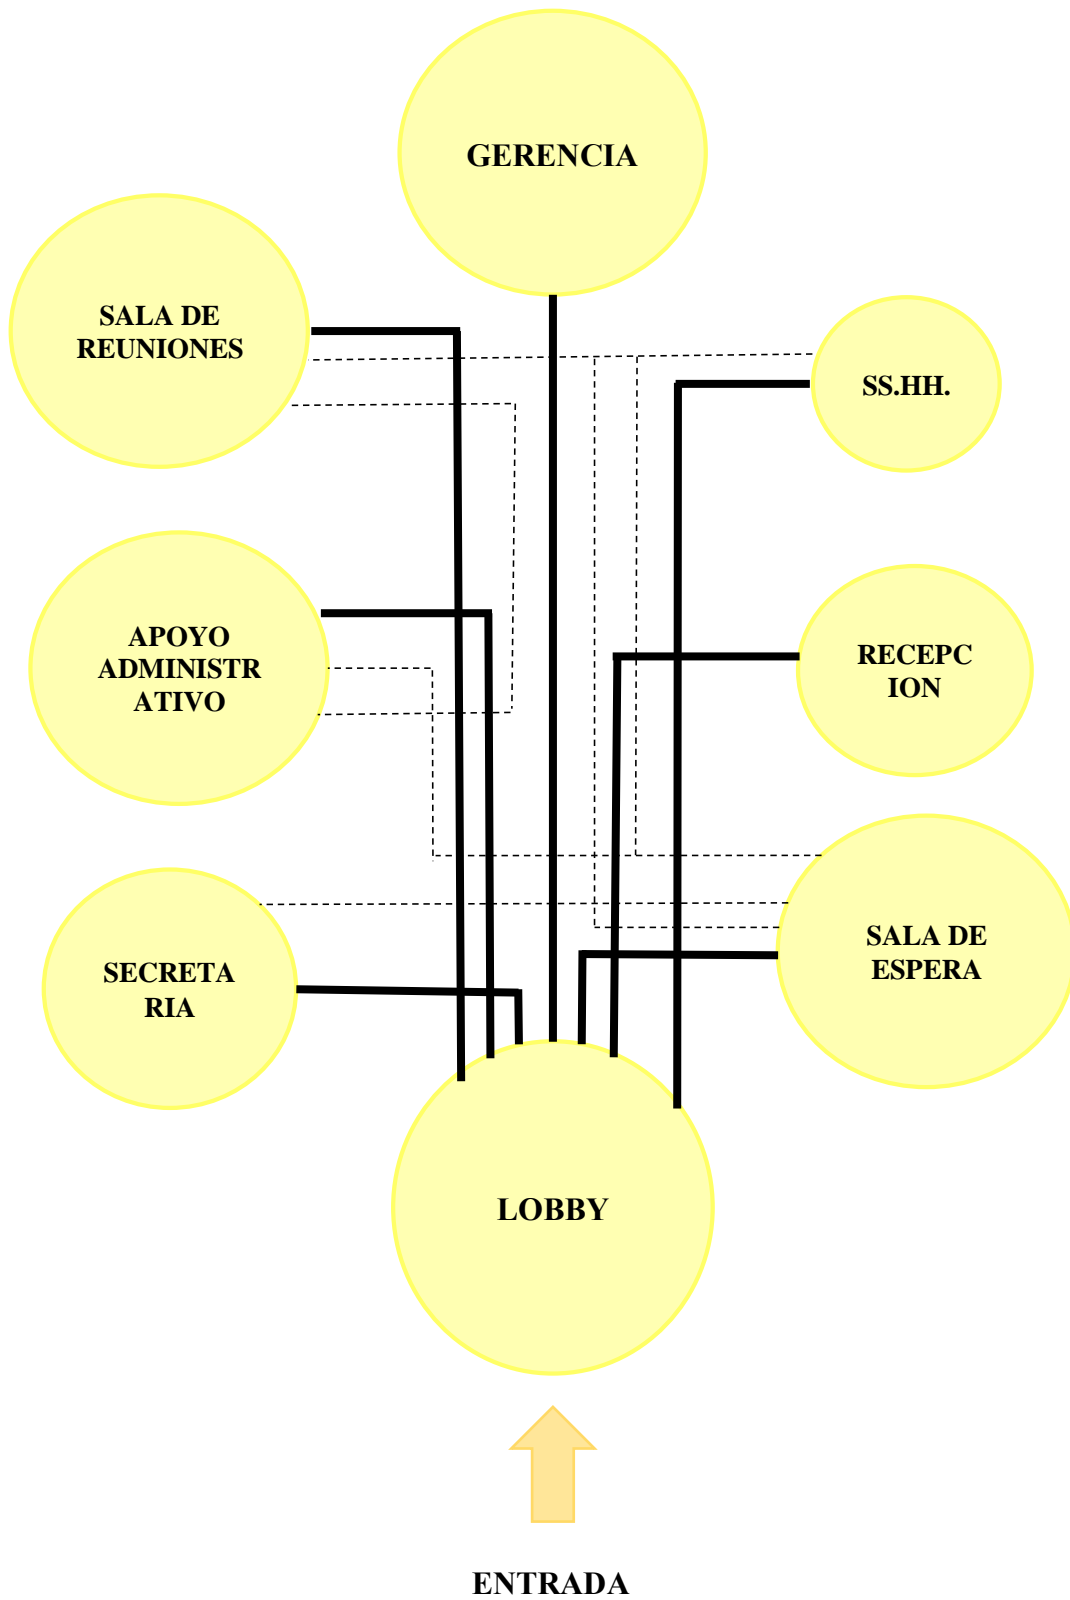 GERENCIA
SALA DE
REUNIONES
SS.HH.
APOYO
ADMINISTR
ATIVO
RECEPC
ION
SECRETA
RIA
SALA DE
ESPERA
LOBBY
ENTRADA